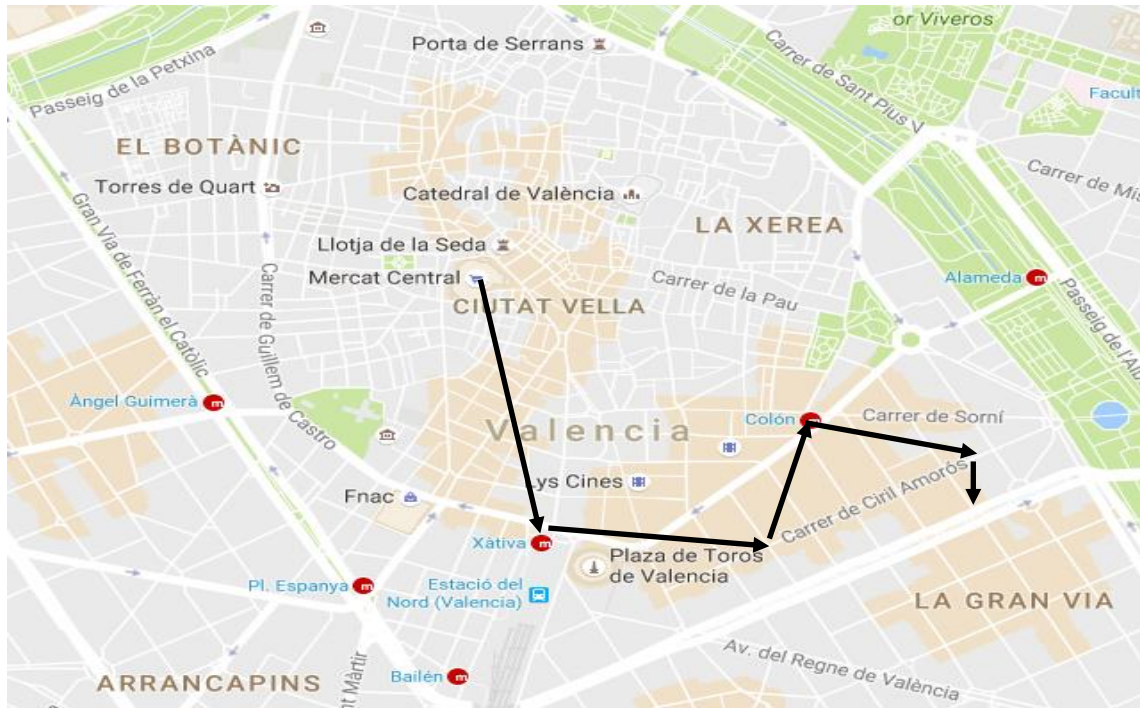 or Viveros
Porta de Serrans
Carrer de Sant Pius V
Passeig de la Petxina
Facult
EL BOTÀNIC
Carrer de Mis
Torres de Quart
Catedral de València
LA XEREA
Llotja de la Seda
Mercat Central
Carrer de la Pau
Alameda
m
CIUTAT VELLA
Gran Via de Ferràn el Catòlic
Carrer de Guillem de Castro
Passeig de l'Alb
Àngel Guimerà
m
Colón
m
Carrer de Sorní
Valencia
Lys Cines
Carrer de Ciril Amorós
Fnac
Xàtiva
m
Plaza de Toros
de Valencia
Pl. Espanya
m
Estació del
Nord (Valencia)
LA GRAN VIA
Av. del Regne de València
Bailén
m
nt Màrtir
ARRANCAPINS